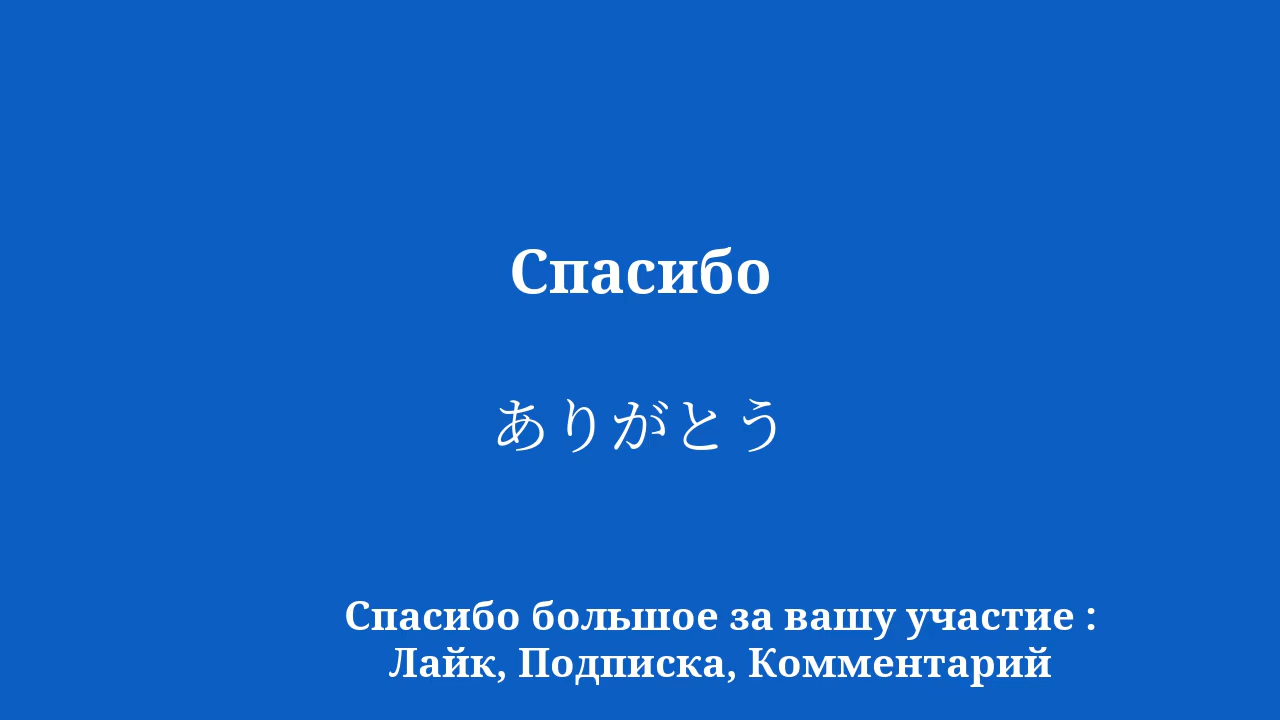 Спасибо
ありがとう
Спасибо большое за вашу участие :
Лайк, Подписка, Комментарий